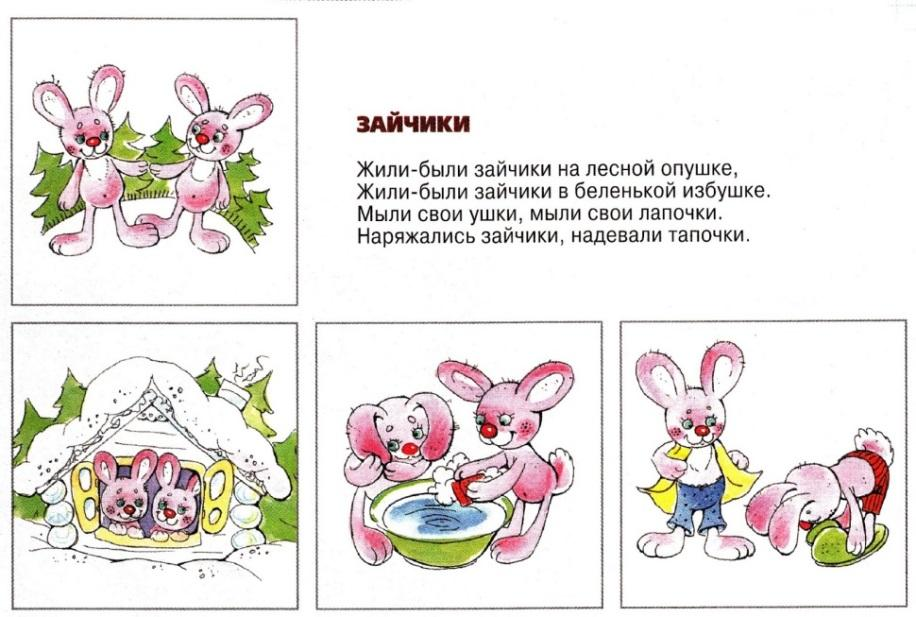 ЗАЙЧИКИ
Жили-были зайчики на лесной опушке,
Жили-были зайчики в беленькой избушке.
Мыли свои ушки, мыли свои лапочки.
Наряжались зайчики, надевали тапочки.